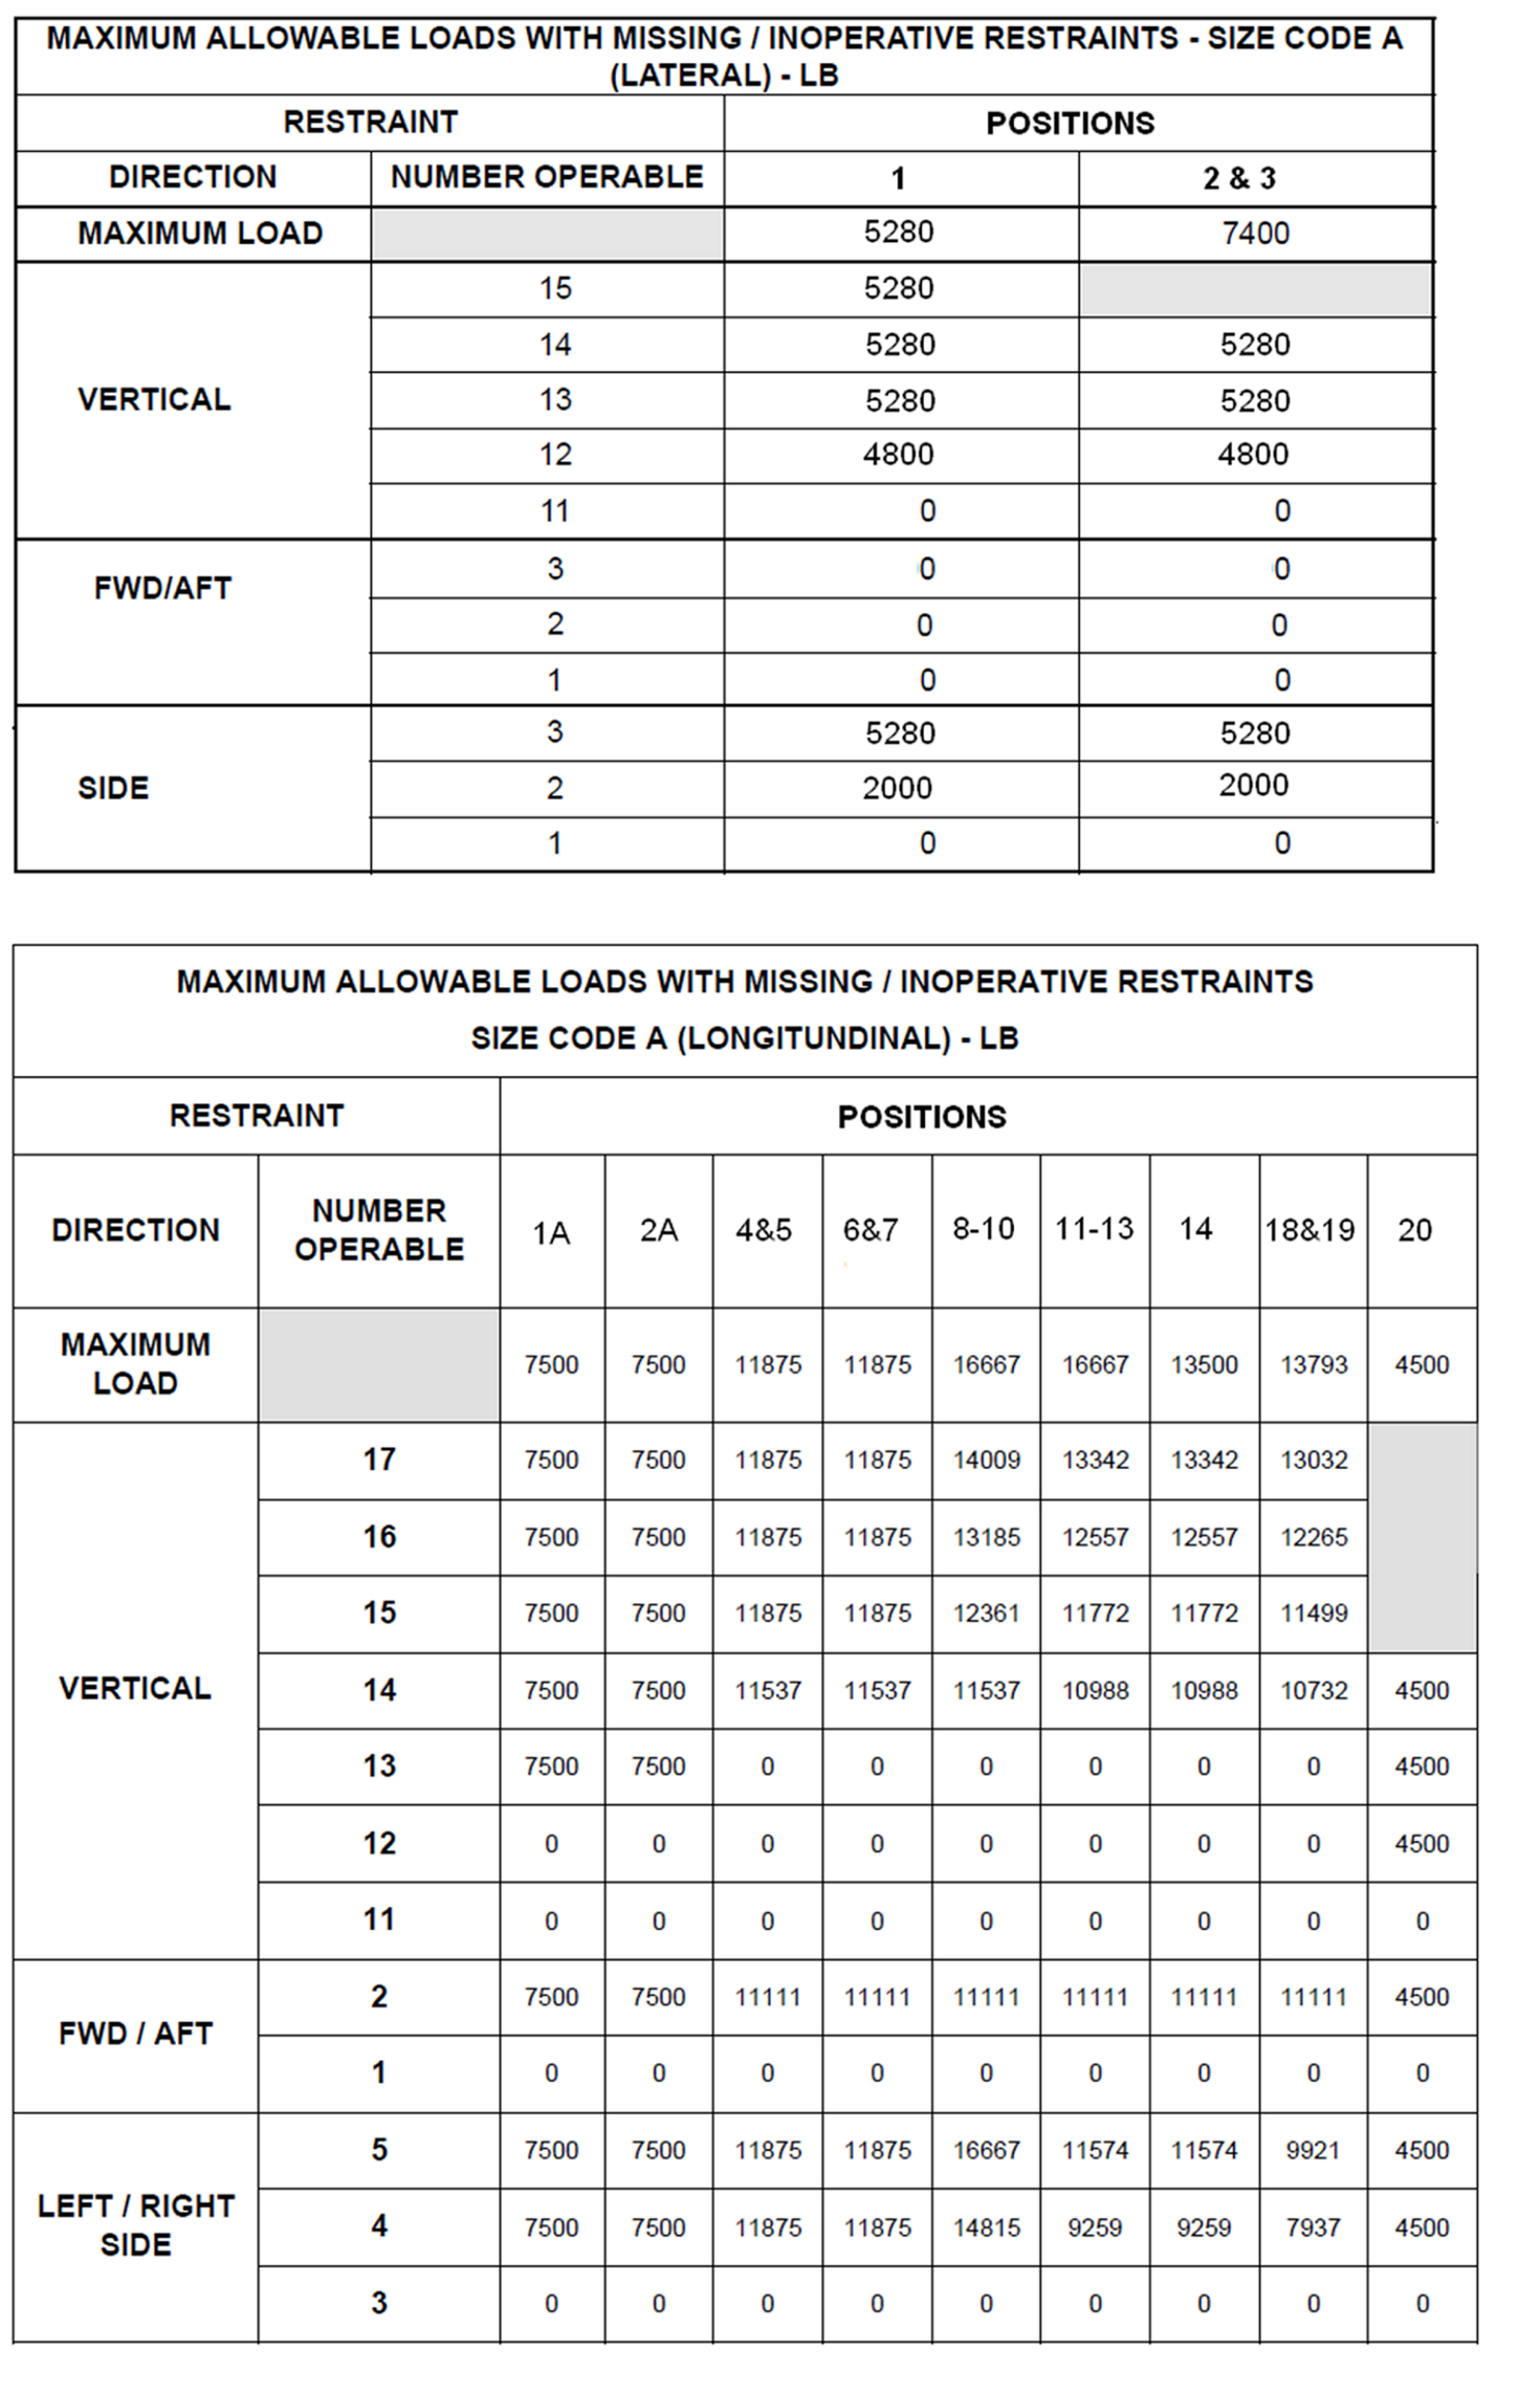 MAXIMUM ALLOWABLE LOADS WITH MISSING / INOPERATIVE RESTRAINTS - SIZE CODE A
(LATERAL) - LB
RESTRAINT POSITIONS
DIRECTION NUMBER OPERABLE 1 2 & 3
MAXIMUM LOAD 5280 7400
15 5280
14 5280 5280
VERTICAL 13 5280 5280
12 4800 4800
11 0 0
FWD/AFT 3 0 0
2 0 0
1 0 0
3 5280 5280
SIDE 2 2000 2000
1 0 0
MAXIMUM ALLOWABLE LOADS WITH MISSING / INOPERATIVE RESTRAINTS
SIZE CODE A (LONGITUNDINAL) - LB
RESTRAINT POSITIONS
DIRECTION NUMBER OPERABLE 1A 2A 4&5 6&7 8-10 11-13 14 18&19 20
MAXIMUM LOAD 7500 7500 11875 11875 16667 16667 13500 13793 4500
17 7500 7500 11875 11875 14009 13342 13342 13032
16 7500 7500 11875 11875 13185 12557 12557 12265
15 7500 7500 11875 11875 12361 11772 11772 11499
VERTICAL 14 7500 7500 11537 11537 11537 10988 10988 10732 4500
13 7500 7500 0 0 0 0 0 0 4500
12 0 0 0 0 0 0 0 0 4500
11 0 0 0 0 0 0 0 0 0
FWD / AFT 2 7500 7500 11111 11111 11111 11111 11111 11111 4500
1 0 0 0 0 0 0 0 0 0
5 7500 7500 11875 11875 16667 11574 11574 9921 4500
LEFT / RIGHT SIDE 4 7500 7500 11875 11875 14815 9259 9259 7937 4500
3 0 0 0 0 0 0 0 0 0